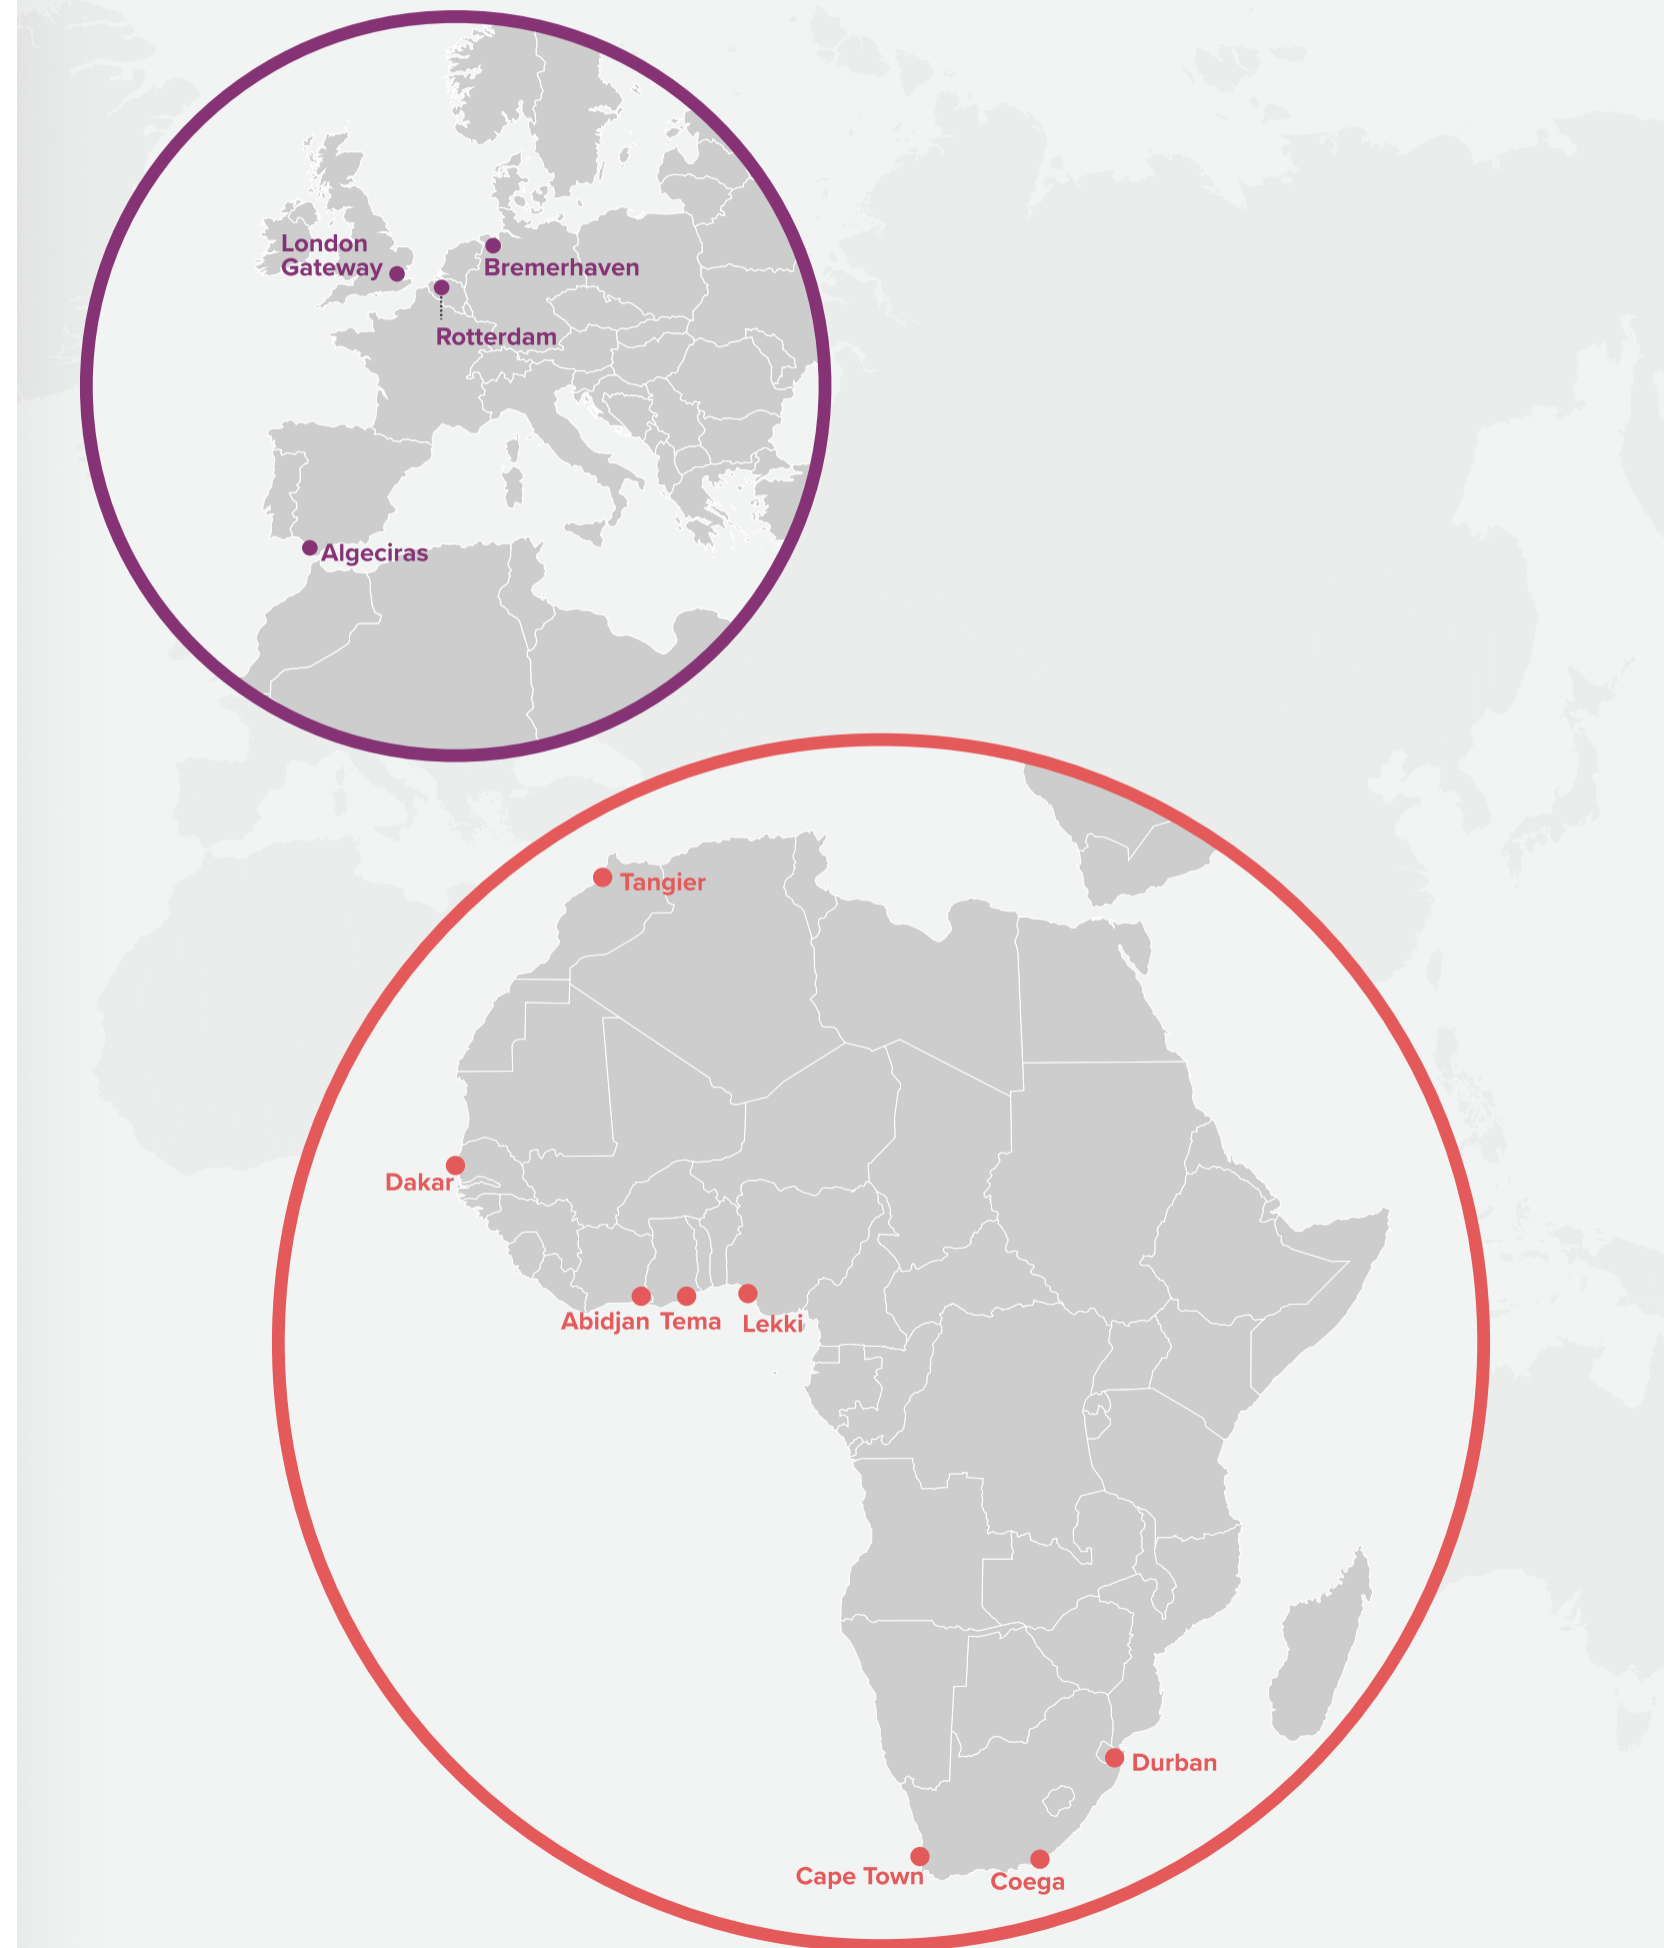 London
Gateway
Bremerhaven
Rotterdam
Algeciras
Tangier
Dakar
Abidjan
Tema
Lekki
Durban
Cape Town
Coega